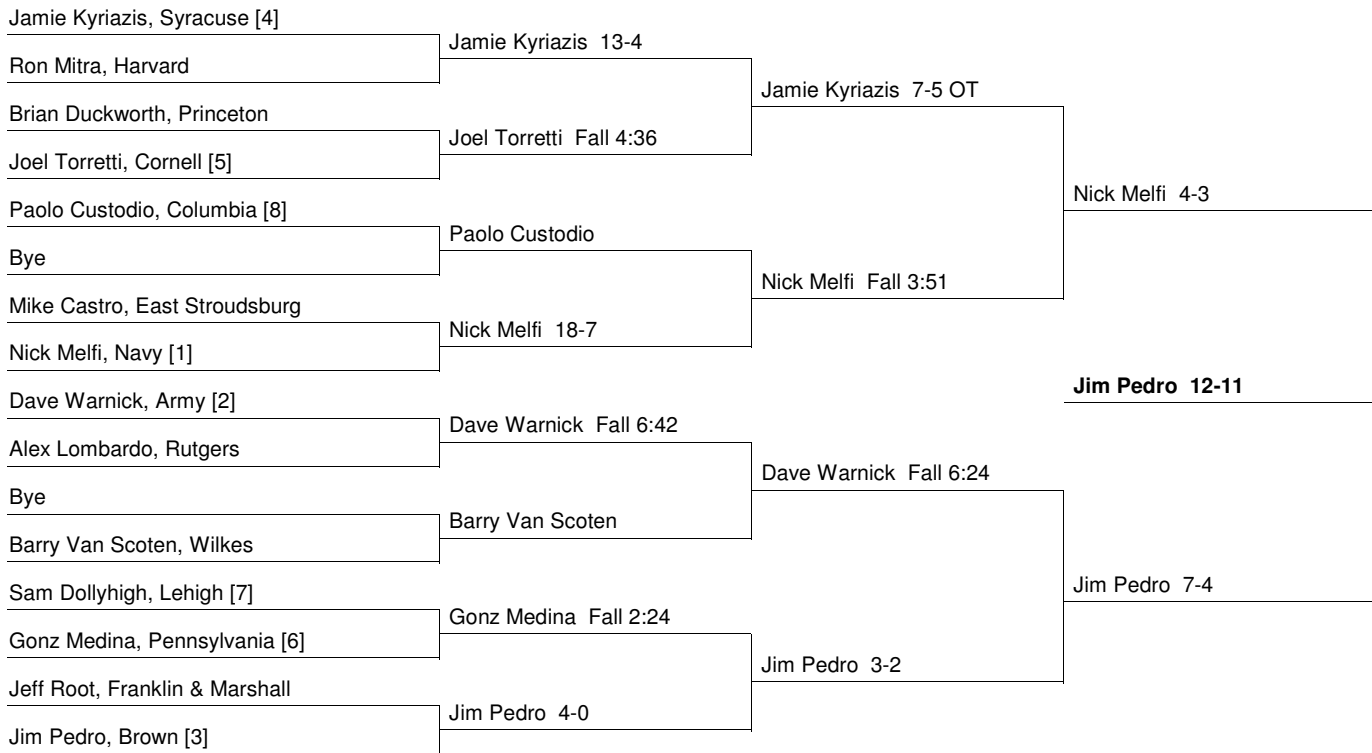 Jamie Kyriazis, Syracuse [4]
Ron Mitra, Harvard
Brian Duckworth, Princeton
Joel Torretti, Cornell [5]
Paolo Custodio, Columbia [8]
Bye
Mike Castro, East Stroudsburg
Nick Melfi, Navy [1]
Dave Warnick, Army [2]
Alex Lombardo, Rutgers
Bye
Barry Van Scoten, Wilkes
Sam Dollyhigh, Lehigh [7]
Gonz Medina, Pennsylvania [6]
Jeff Root, Franklin & Marshall
Jim Pedro, Brown [3]
Jamie Kyriazis 13-4
Joel Torretti Fall 4:36
Paolo Custodio
Nick Melfi 18-7
Dave Warnick Fall 6:42
Barry Van Scoten
Gonz Medina Fall 2:24
Jim Pedro 4-0
Jamie Kyriazis 7-5 OT
Nick Melfi Fall 3:51
Dave Warnick Fall 6:24
Jim Pedro 3-2
Nick Melfi 4-3
Jim Pedro 12-11
Jim Pedro 7-4